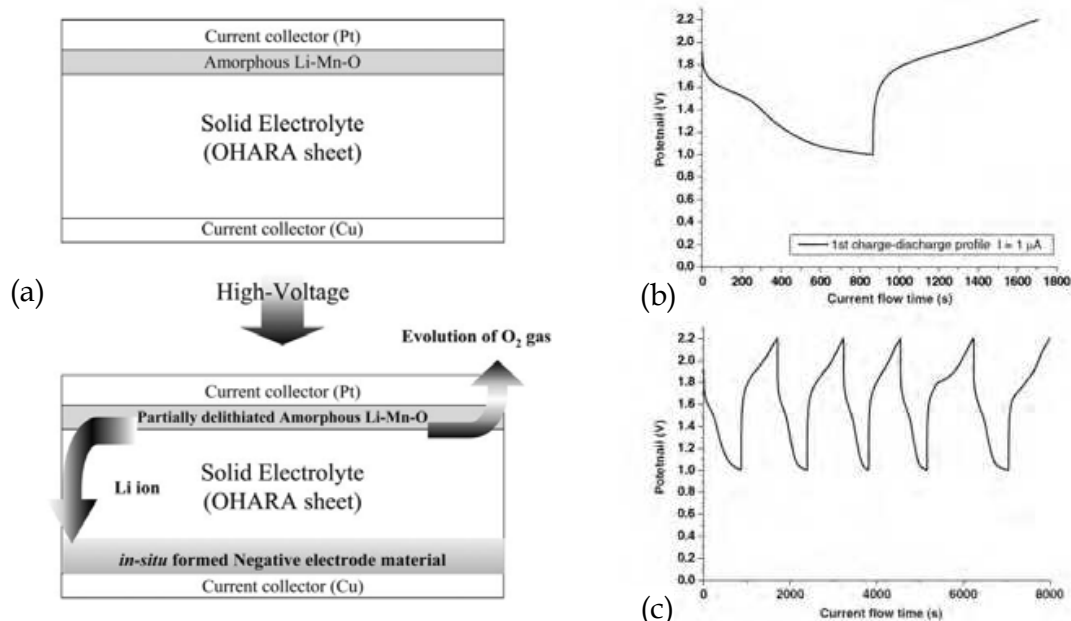 Current collector (Pt)
Amorphous Li-Mn-O
Solid Electrolyte
(OHARA sheet)
Current collector (Cu)
(a)
High-Voltage
Evolution of O₂ gas
Current collector (Pt)
Partially delithiated Amorphous Li-Mn-O
Li ion
Solid Electrolyte
(OHARA sheet)
in-situ formed Negative electrode material
Current collector (Cu)
2.2
2.0
1.8
1.6
1.4
1.2
1.0
0.8
0.6
0.4
0.2
0.0
Potetnail (V)
1st charge-discharge profile I = 1 μA
0 200 400 600 800 1000 1200 1400 1600 1800
Current flow time (s)
(b)
2.2
2.0
1.8
1.6
1.4
1.2
1.0
0.8
0.6
0.4
0.2
0.0
Potetnail (V)
0 2000 4000 6000 8000
Current flow time (s)
(c)